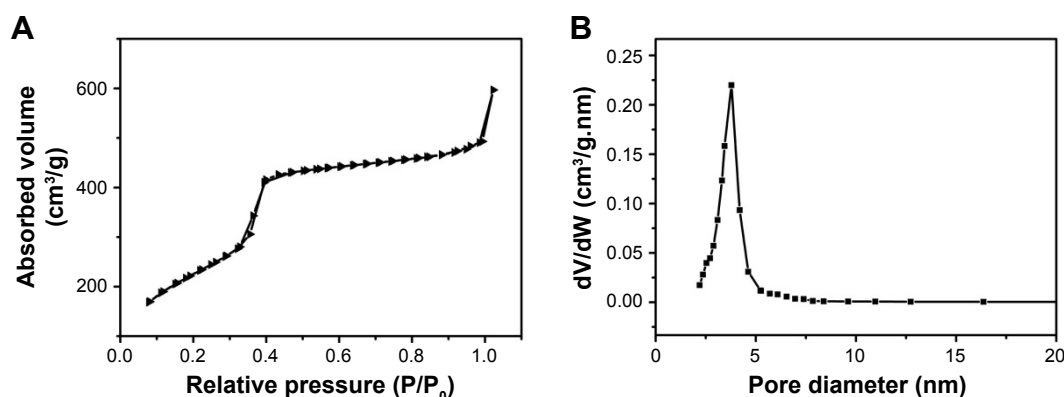 A
B
Absorbed volume
(cm³/g)
600
400
200
0.0 0.2 0.4 0.6 0.8 1.0
Relative pressure (P/P₀)
dV/dW (cm³/g.nm)
0.25
0.20
0.15
0.10
0.05
0.00
0 5 10 15 20
Pore diameter (nm)